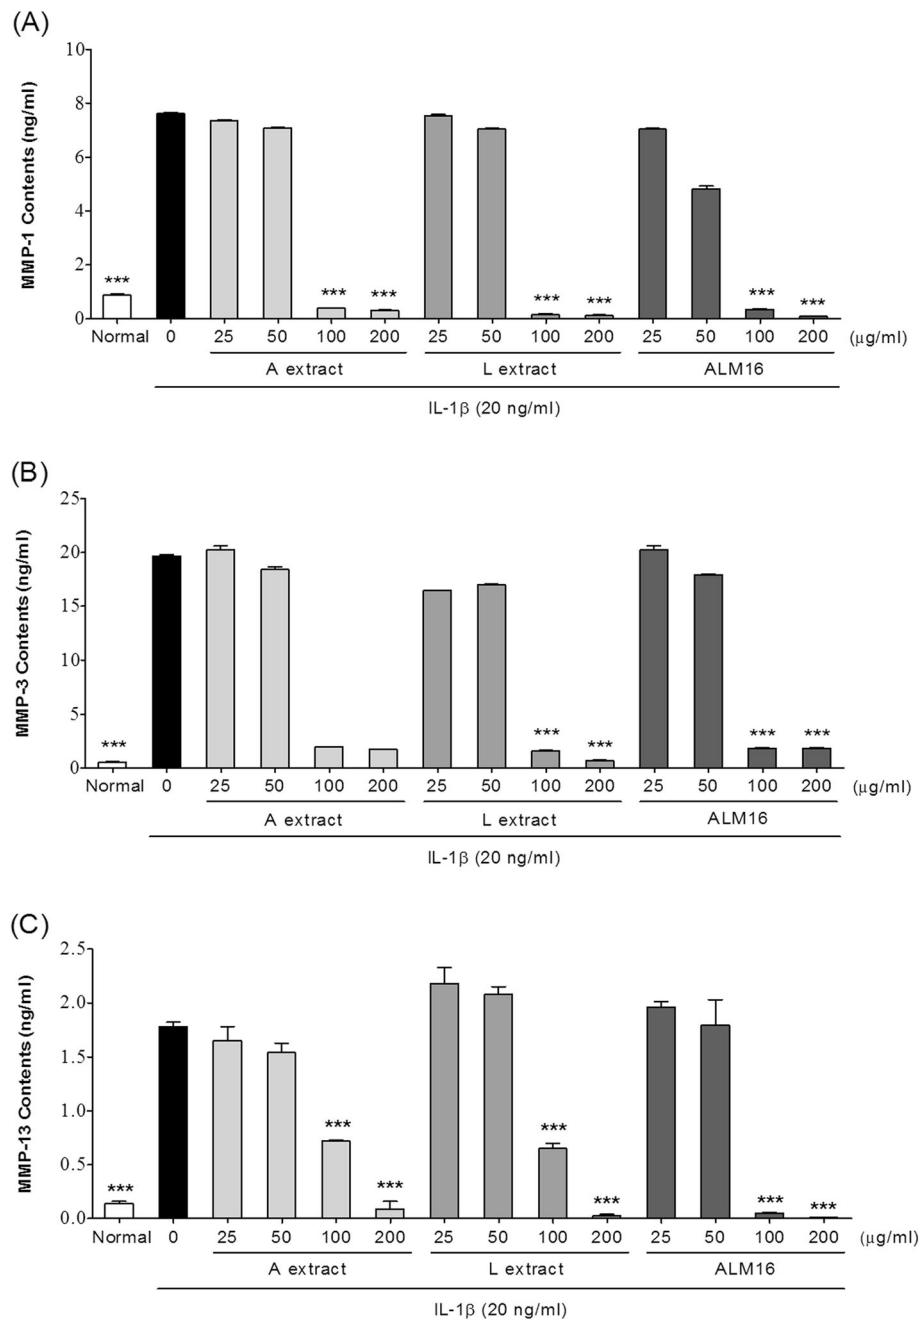 (A)
10
8
6
4
2
0
MMP-1 Contents (ng/ml)
*** *** *** *** *** *** ***
Normal 0 25 50 100 200 25 50 100 200 25 50 100 200 (μg/ml)
A extract L extract ALM16
IL-1β (20 ng/ml)
(B)
25
20
15
10
5
0
MMP-3 Contents (ng/ml)
*** *** *** *** ***
Normal 0 25 50 100 200 25 50 100 200 25 50 100 200 (μg/ml)
A extract L extract ALM16
IL-1β (20 ng/ml)
(C)
2.5
2.0
1.5
1.0
0.5
0.0
MMP-13 Contents (ng/ml)
*** *** *** *** *** *** ***
Normal 0 25 50 100 200 25 50 100 200 25 50 100 200 (μg/ml)
A extract L extract ALM16
IL-1β (20 ng/ml)